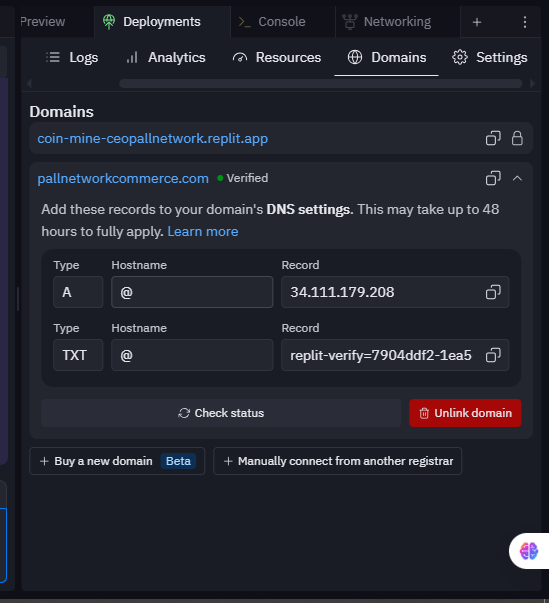 Preview
Deployments
Console
Networking
Logs
Analytics
Resources
Domains
Settings
Domains
coin-mine-ceopallnetwork.replit.app
pallnetworkcommerce.com
Verified
Add these records to your domain's DNS settings. This may take up to 48
hours to fully apply. Learn more
Type Hostname Record
A @ 34.111.179.208
Type Hostname Record
TXT @ replit-verify=7904ddf2-1ea5
Check status
Unlink domain
+ Buy a new domain Beta
+ Manually connect from another registrar